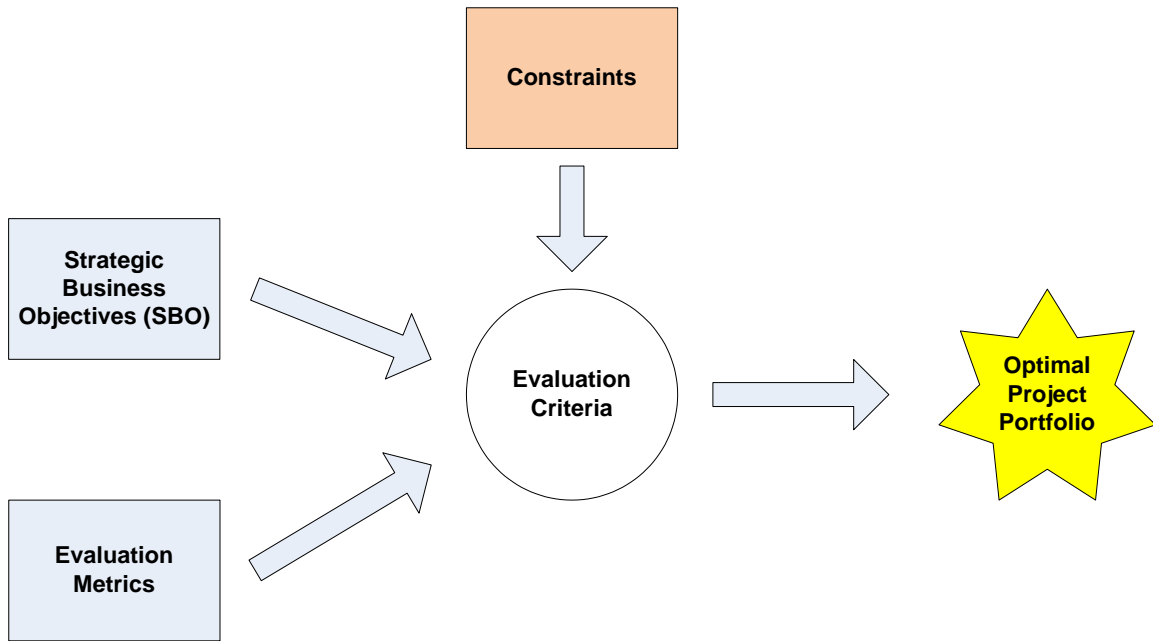 Constraints
Strategic
Business
Objectives (SBO)
Evaluation
Criteria
Optimal
Project
Portfolio
Evaluation
Metrics